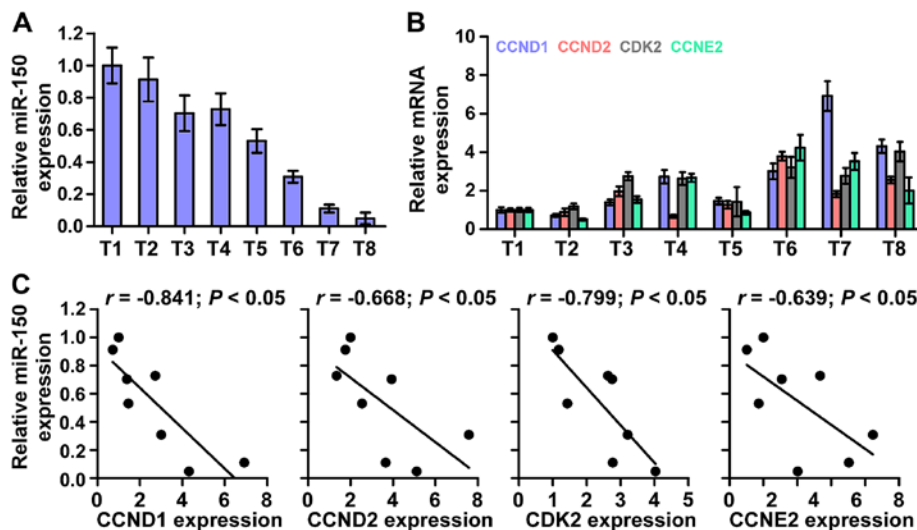 A
Relative miR-150
expression
1.2
1.0
0.8
0.6
0.4
0.2
0.0
T1 T2 T3 T4 T5 T6 T7 T8
B
CCND1 CCND2 CDK2 CCNE2
Relative mRNA
expression
10
8
6
4
2
0
T1 T2 T3 T4 T5 T6 T7 T8
C
r = -0.841; P < 0.05 r = -0.668; P < 0.05 r = -0.799; P < 0.05 r = -0.639; P < 0.05
Relative miR-150
expression
1.2
1.0
0.8
0.6
0.4
0.2
0.0
0 2 4 6 8 0 2 4 6 8 0 1 2 3 4 5 0 2 4 6 8
CCND1 expression CCND2 expression CDK2 expression CCNE2 expression